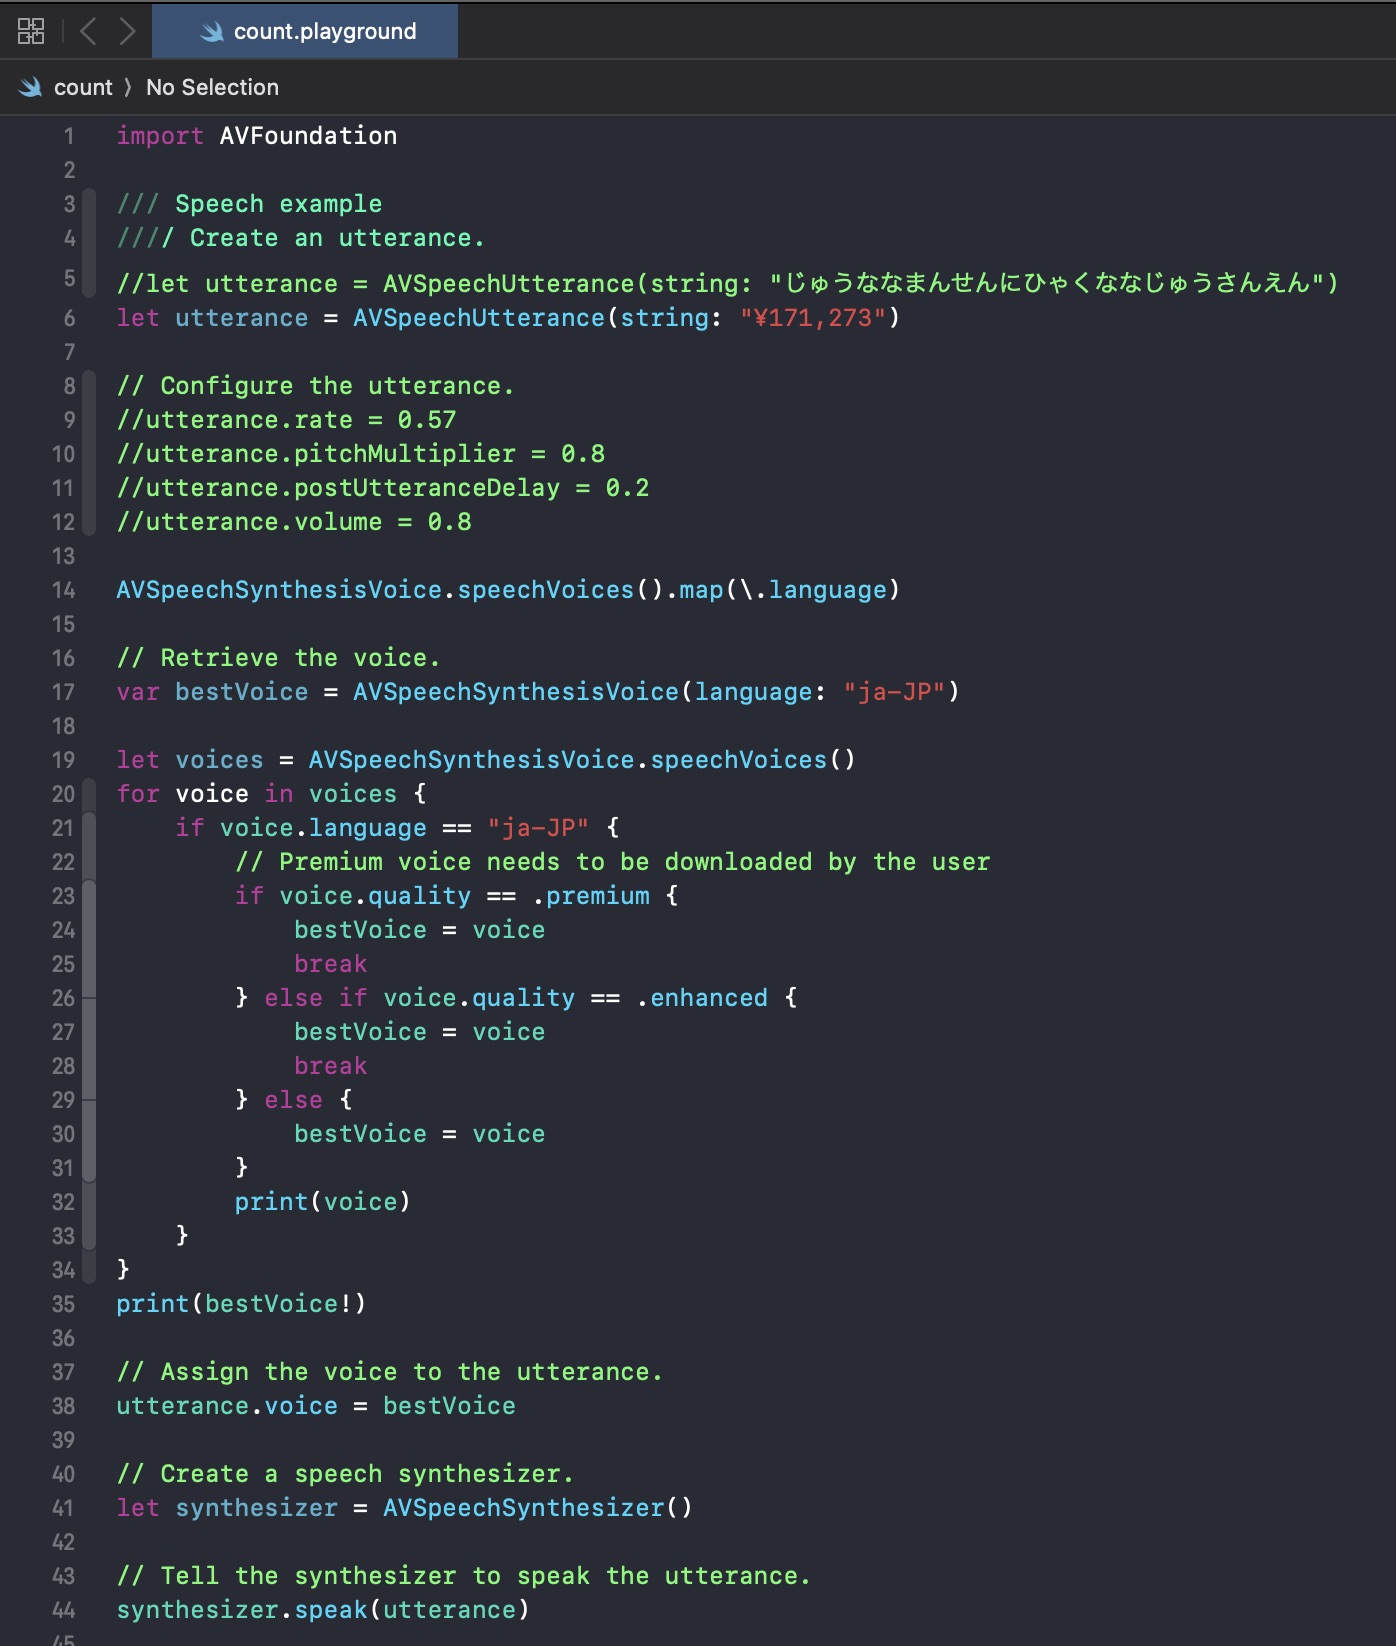 count.playground
count 〉 No Selection
1 import AVFoundation
2
3 /// Speech example
4 //// Create an utterance.
5 //let utterance = AVSpeechUtterance(string: "じゅうななまんせんにひゃくななじゅうさんえん")
6 let utterance = AVSpeechUtterance(string: "¥171,273")
7
8 // Configure the utterance.
9 //utterance.rate = 0.57
10 //utterance.pitchMultiplier = 0.8
11 //utterance.postUtteranceDelay = 0.2
12 //utterance.volume = 0.8
13
14 AVSpeechSynthesisVoice.speechVoices().map(\.language)
15
16 // Retrieve the voice.
17 var bestVoice = AVSpeechSynthesisVoice(language: "ja-JP")
18
19 let voices = AVSpeechSynthesisVoice.speechVoices()
20 for voice in voices {
21     if voice.language == "ja-JP" {
22         // Premium voice needs to be downloaded by the user
23         if voice.quality == .premium {
24             bestVoice = voice
25             break
26         } else if voice.quality == .enhanced {
27             bestVoice = voice
28             break
29         } else {
30             bestVoice = voice
31         }
32         print(voice)
33     }
34 }
35 print(bestVoice!)
36
37 // Assign the voice to the utterance.
38 utterance.voice = bestVoice
39
40 // Create a speech synthesizer.
41 let synthesizer = AVSpeechSynthesizer()
42
43 // Tell the synthesizer to speak the utterance.
44 synthesizer.speak(utterance)
45